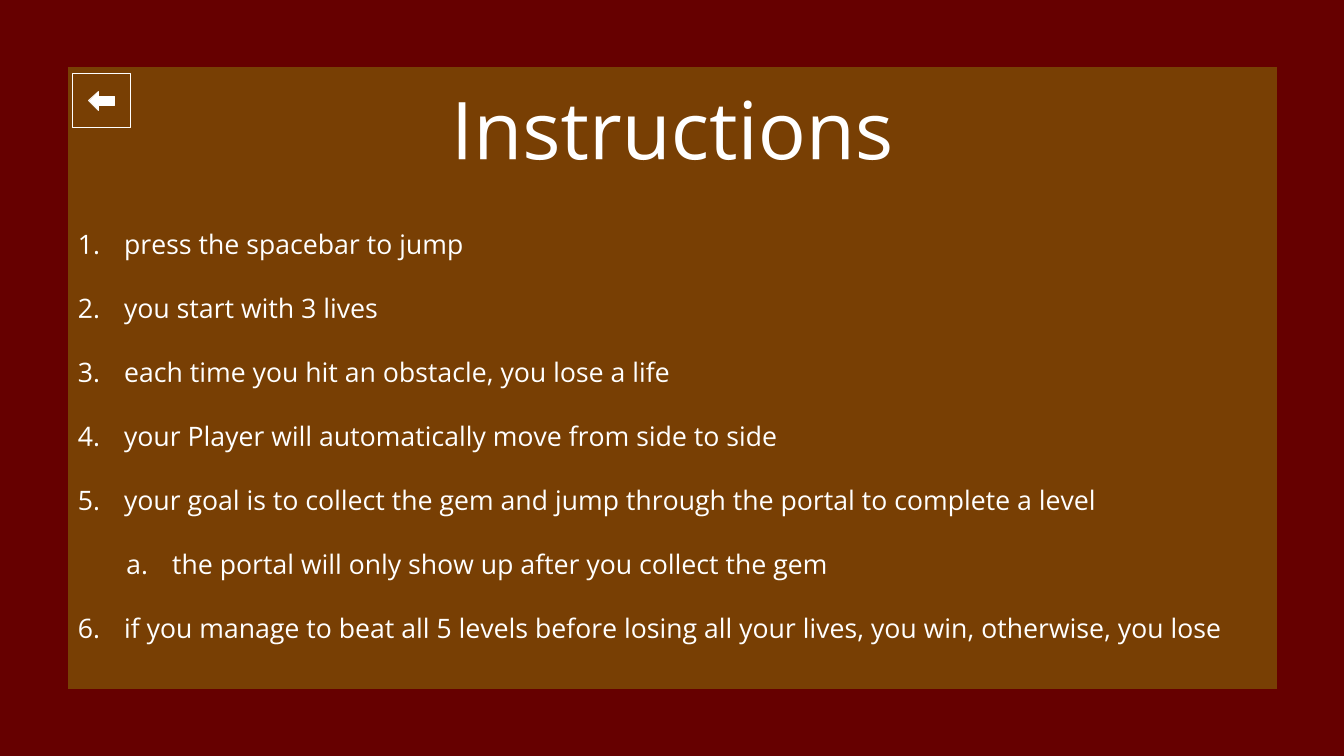 Instructions
1. press the spacebar to jump
2. you start with 3 lives
3. each time you hit an obstacle, you lose a life
4. your Player will automatically move from side to side
5. your goal is to collect the gem and jump through the portal to complete a level
a. the portal will only show up after you collect the gem
6. if you manage to beat all 5 levels before losing all your lives, you win, otherwise, you lose